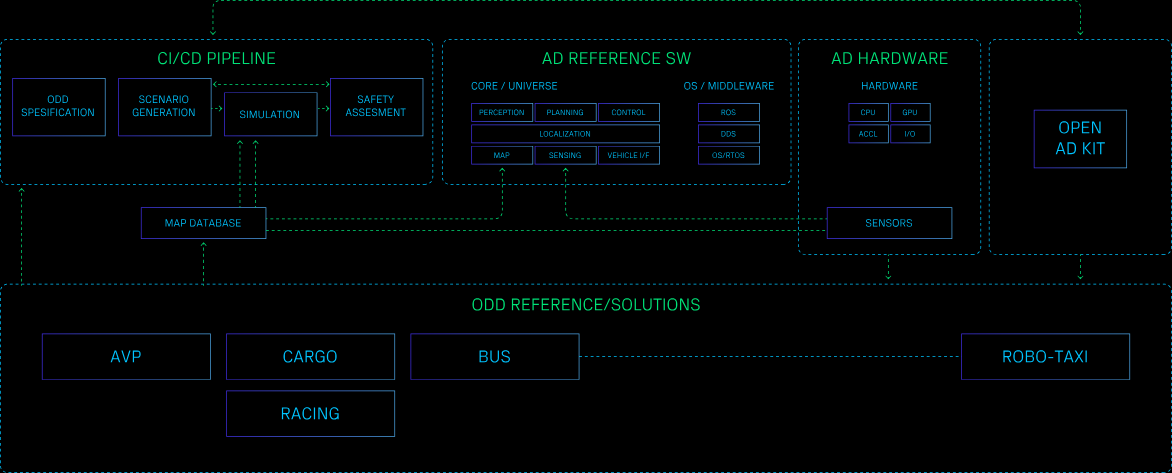 CI/CD PIPELINE
ODD
SPESIFICATION
SCENARIO
GENERATION
SIMULATION
SAFETY
ASSESMENT
AD REFERENCE SW
CORE / UNIVERSE
PERCEPTION
PLANNING
CONTROL
LOCALIZATION
MAP
SENSING
VEHICLE I/F
OS / MIDDLEWARE
ROS
DDS
OS/RTOS
AD HARDWARE
HARDWARE
CPU
GPU
ACCL
I/O
OPEN
AD KIT
MAP DATABASE
SENSORS
ODD REFERENCE/SOLUTIONS
AVP
CARGO
BUS
ROBO-TAXI
RACING